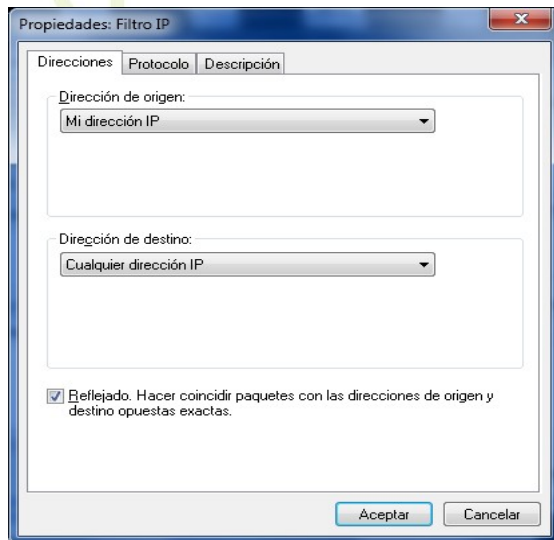 Propiedades: Filtro IP
Direcciones Protocolo Descripción
Dirección de origen:
Mi dirección IP
Dirección de destino:
Cualquier dirección IP
Reflejado. Hacer coincidir paquetes con las direcciones de origen y
destino opuestas exactas.
Aceptar Cancelar